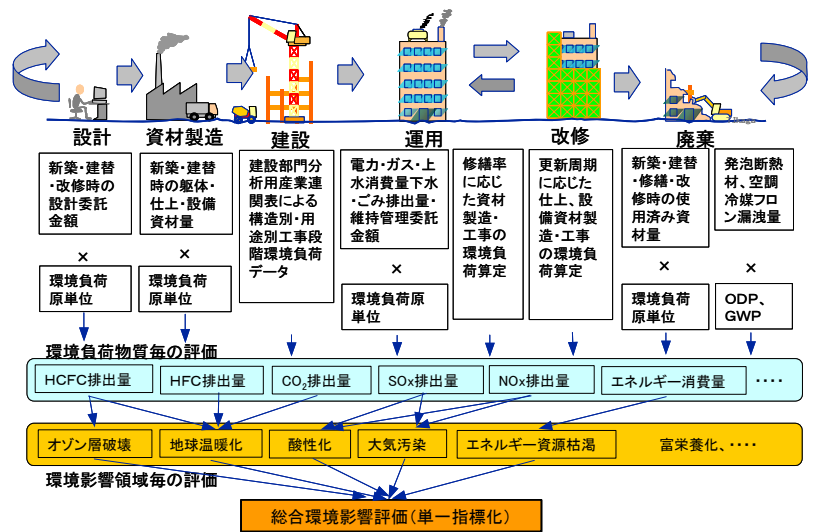 設計
資材製造
建設
運用
改修
廃棄
新築・建替
・改修時の
設計委託
金額
×
環境負荷
原単位
新築・建替
時の躯体・
仕上・設備
資材量
×
環境負荷
原単位
建設部門分
析用産業連
関表による
構造別・用
途別工事段
階環境負荷
データ
電力・ガス・上
水消費量下水
・ごみ排出量・
維持管理委託
金額
×
環境負荷原
単位
修繕率
に応じ
た資材
製造・
工事の
環境負
荷算定
更新周期
に応じた
仕上、設
備資材製
造・工事
の環境負
荷算定
新築・建替
・修繕・改
修時の使
用済み資
材量
×
環境負荷
原単位
発泡断熱
材、空調
冷媒フロ
ン漏洩量
×
ODP、
GWP
環境負荷物質毎の評価
HCFC排出量
HFC排出量
CO₂排出量
SOx排出量
NOx排出量
エネルギー消費量
・・・・
オゾン層破壊
地球温暖化
酸性化
大気汚染
エネルギー資源枯渇
富栄養化、・・・・
環境影響領域毎の評価
総合環境影響評価（単一指標化）